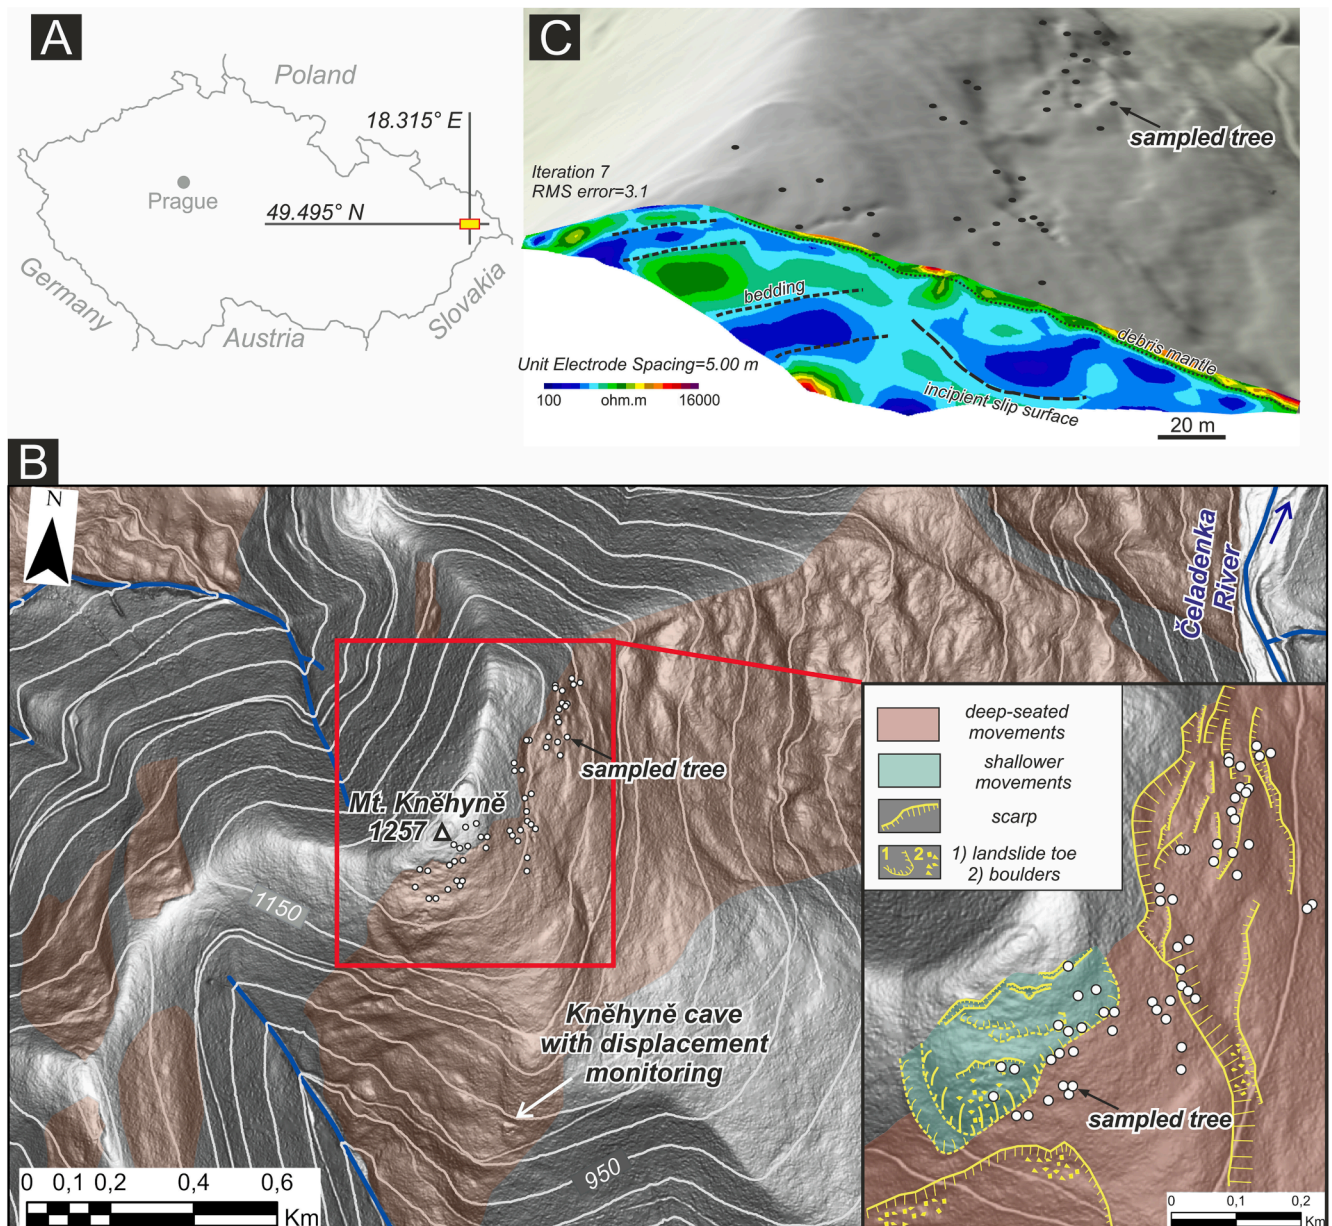 A
Poland
18.315° E
Prague
49.495° N
Germany
Austria
Slovakia
C
sampled tree
Iteration 7
RMS error=3.1
bedding
debris mantle
Unit Electrode Spacing=5.00 m
incipient slip surface
100 ohm.m 16000
20 m
B
N
Čeladenka
River
sampled tree
Mt. Kněhyně
1257
1150
Kněhyně cave
with displacement
monitoring
950
0 0,1 0,2 0,4 0,6
Km
deep-seated
movements
shallower
movements
scarp
1 2
1) landslide toe
2) boulders
sampled tree
0 0,1 0,2
Km